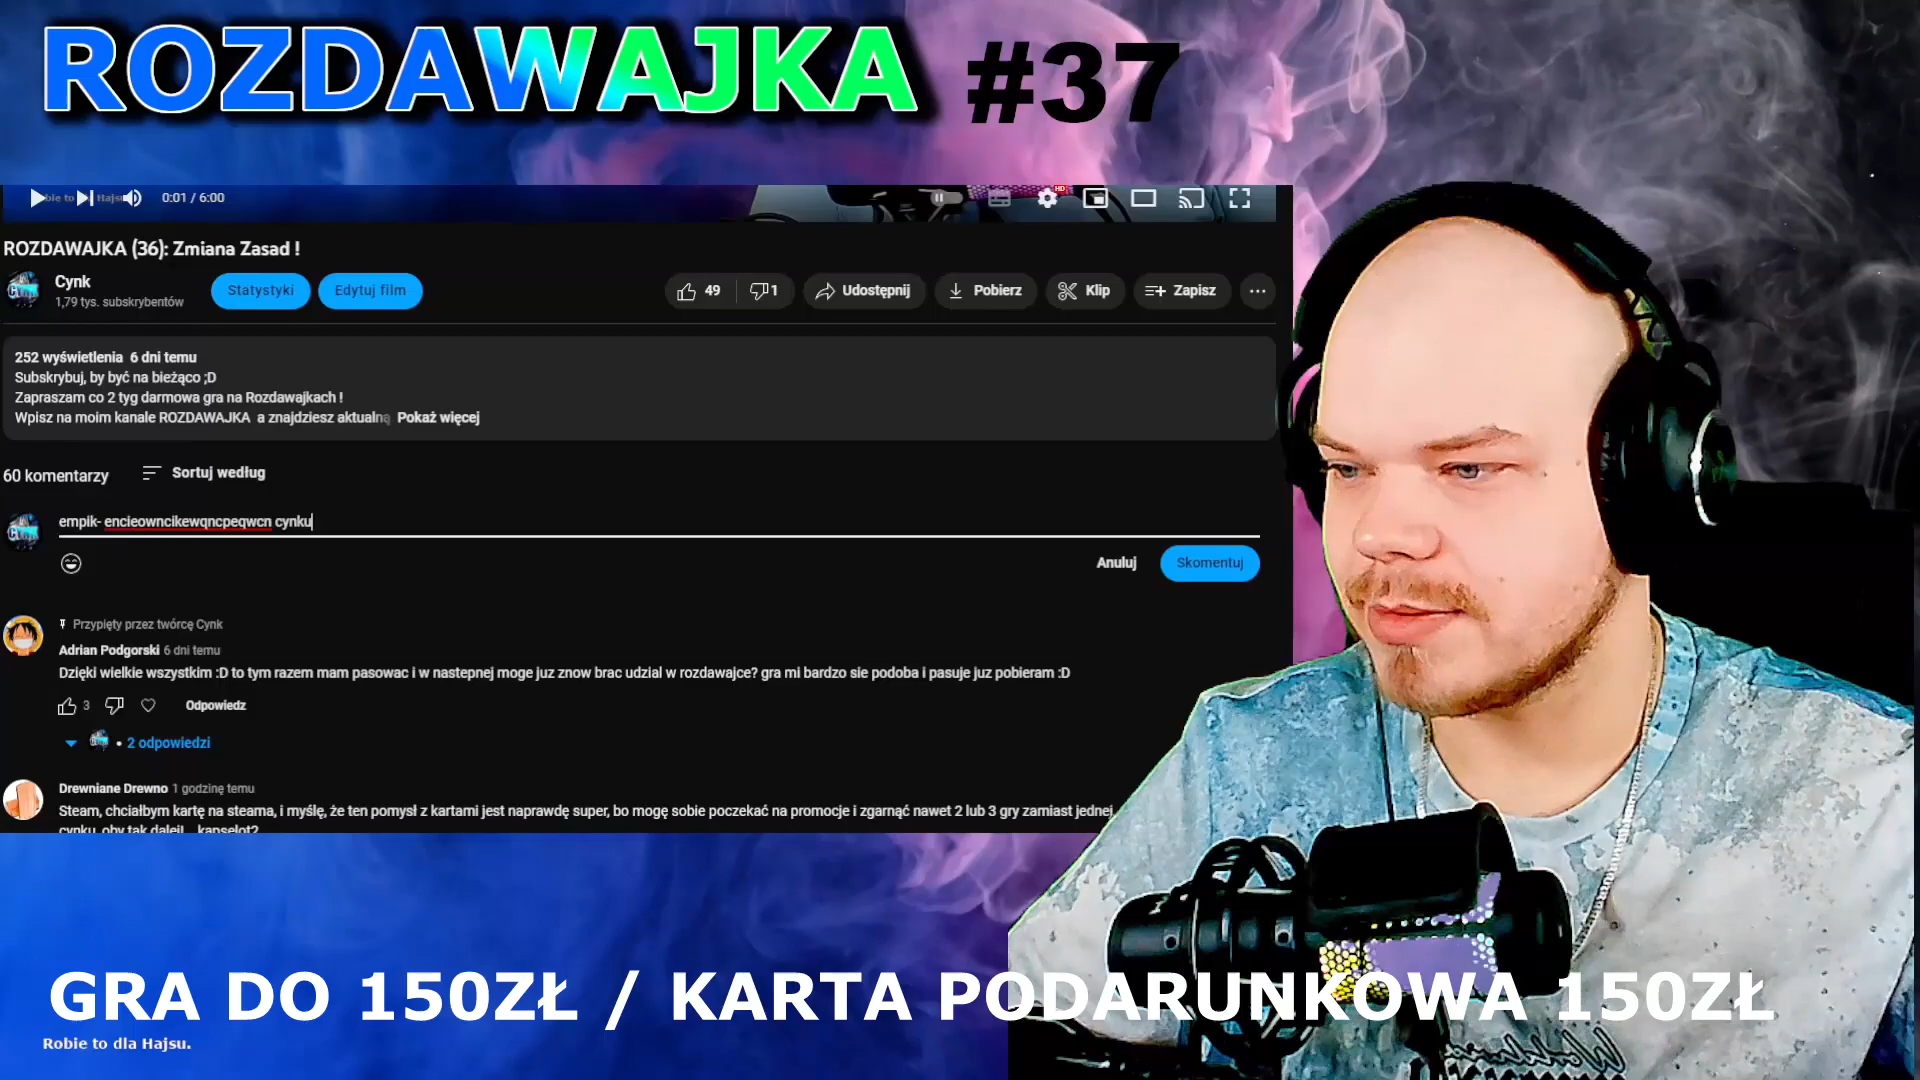 ROZDAWAJKA #37
0:01 / 6:00
HD
ROZDAWAJKA (36): Zmiana Zasad !
Cynk
1,79 tys. subskrybentów
Statystyki
Edytuj film
49
1
Udostępnij
Pobierz
Klip
Zapisz
252 wyświetlenia 6 dni temu
Subskrybuj, by być na bieżąco ;D
Zapraszam co 2 tyg darmowa gra na Rozdawajkach !
Wpisz na moim kanale ROZDAWAJKA a znajdziesz aktualną Pokaż więcej
60 komentarzy
Sortuj według
empik- encieowncikewqncpeqwcn cynku
Anuluj
Skomentuj
Przypięty przez twórcę Cynk
Adrian Podgorski 6 dni temu
Dzięki wielkie wszystkim :D to tym razem mam pasowac i w nastepnej moge juz znow brac udzial w rozdawajce? gra mi bardzo sie podoba i pasuje juz pobieram :D
3
Odpowiedz
• 2 odpowiedzi
Drewniane Drewno 1 godzinę temu
Steam, chciałbym kartę na steama, i myślę, że ten pomysł z kartami jest naprawdę super, bo mogę sobie poczekać na promocje i zgarnąć nawet 2 lub 3 gry zamiast jednej
cynku, oby tak dalej!
GRA DO 150ZŁ / KARTA PODARUNKOWA 150ZŁ
Robie to dla Hajsu.